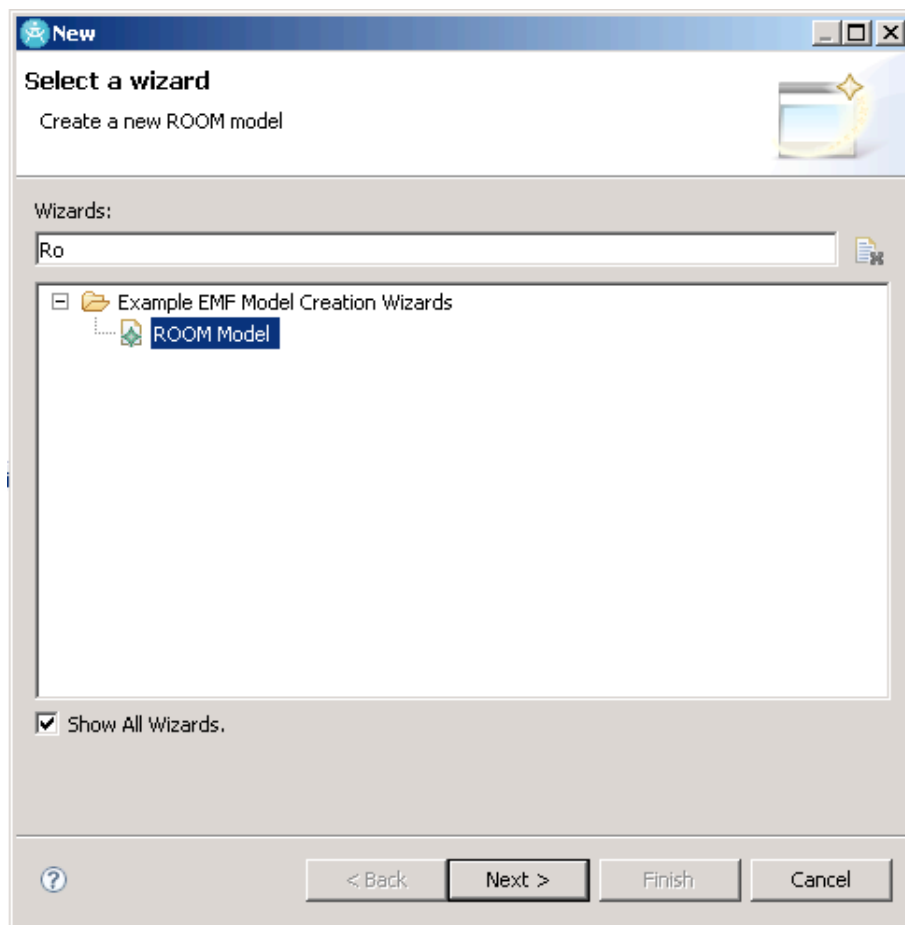 New
Select a wizard
Create a new ROOM model
Wizards:
Ro
Example EMF Model Creation Wizards
ROOM Model
Show All Wizards.
? < Back Next > Finish Cancel